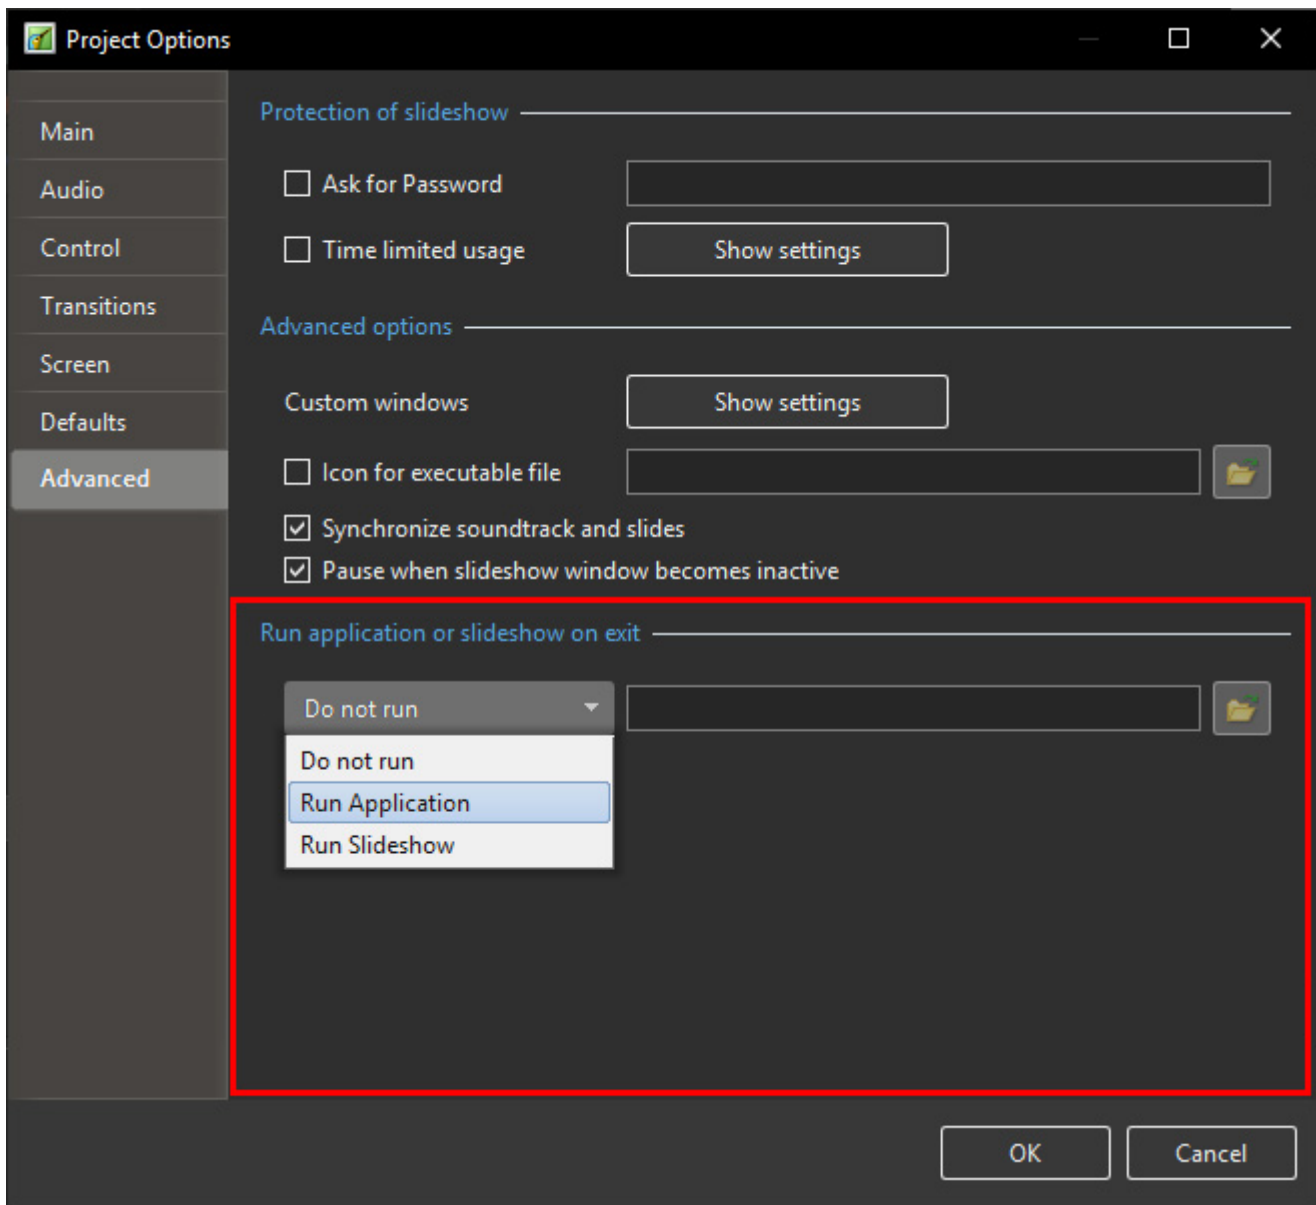 Project Options
Main
Audio
Control
Transitions
Screen
Defaults
Advanced
Protection of slideshow
Ask for Password
Time limited usage Show settings
Advanced options
Custom windows Show settings
Icon for executable file
Synchronize soundtrack and slides
Pause when slideshow window becomes inactive
Run application or slideshow on exit
Do not run
Do not run
Run Application
Run Slideshow
OK Cancel